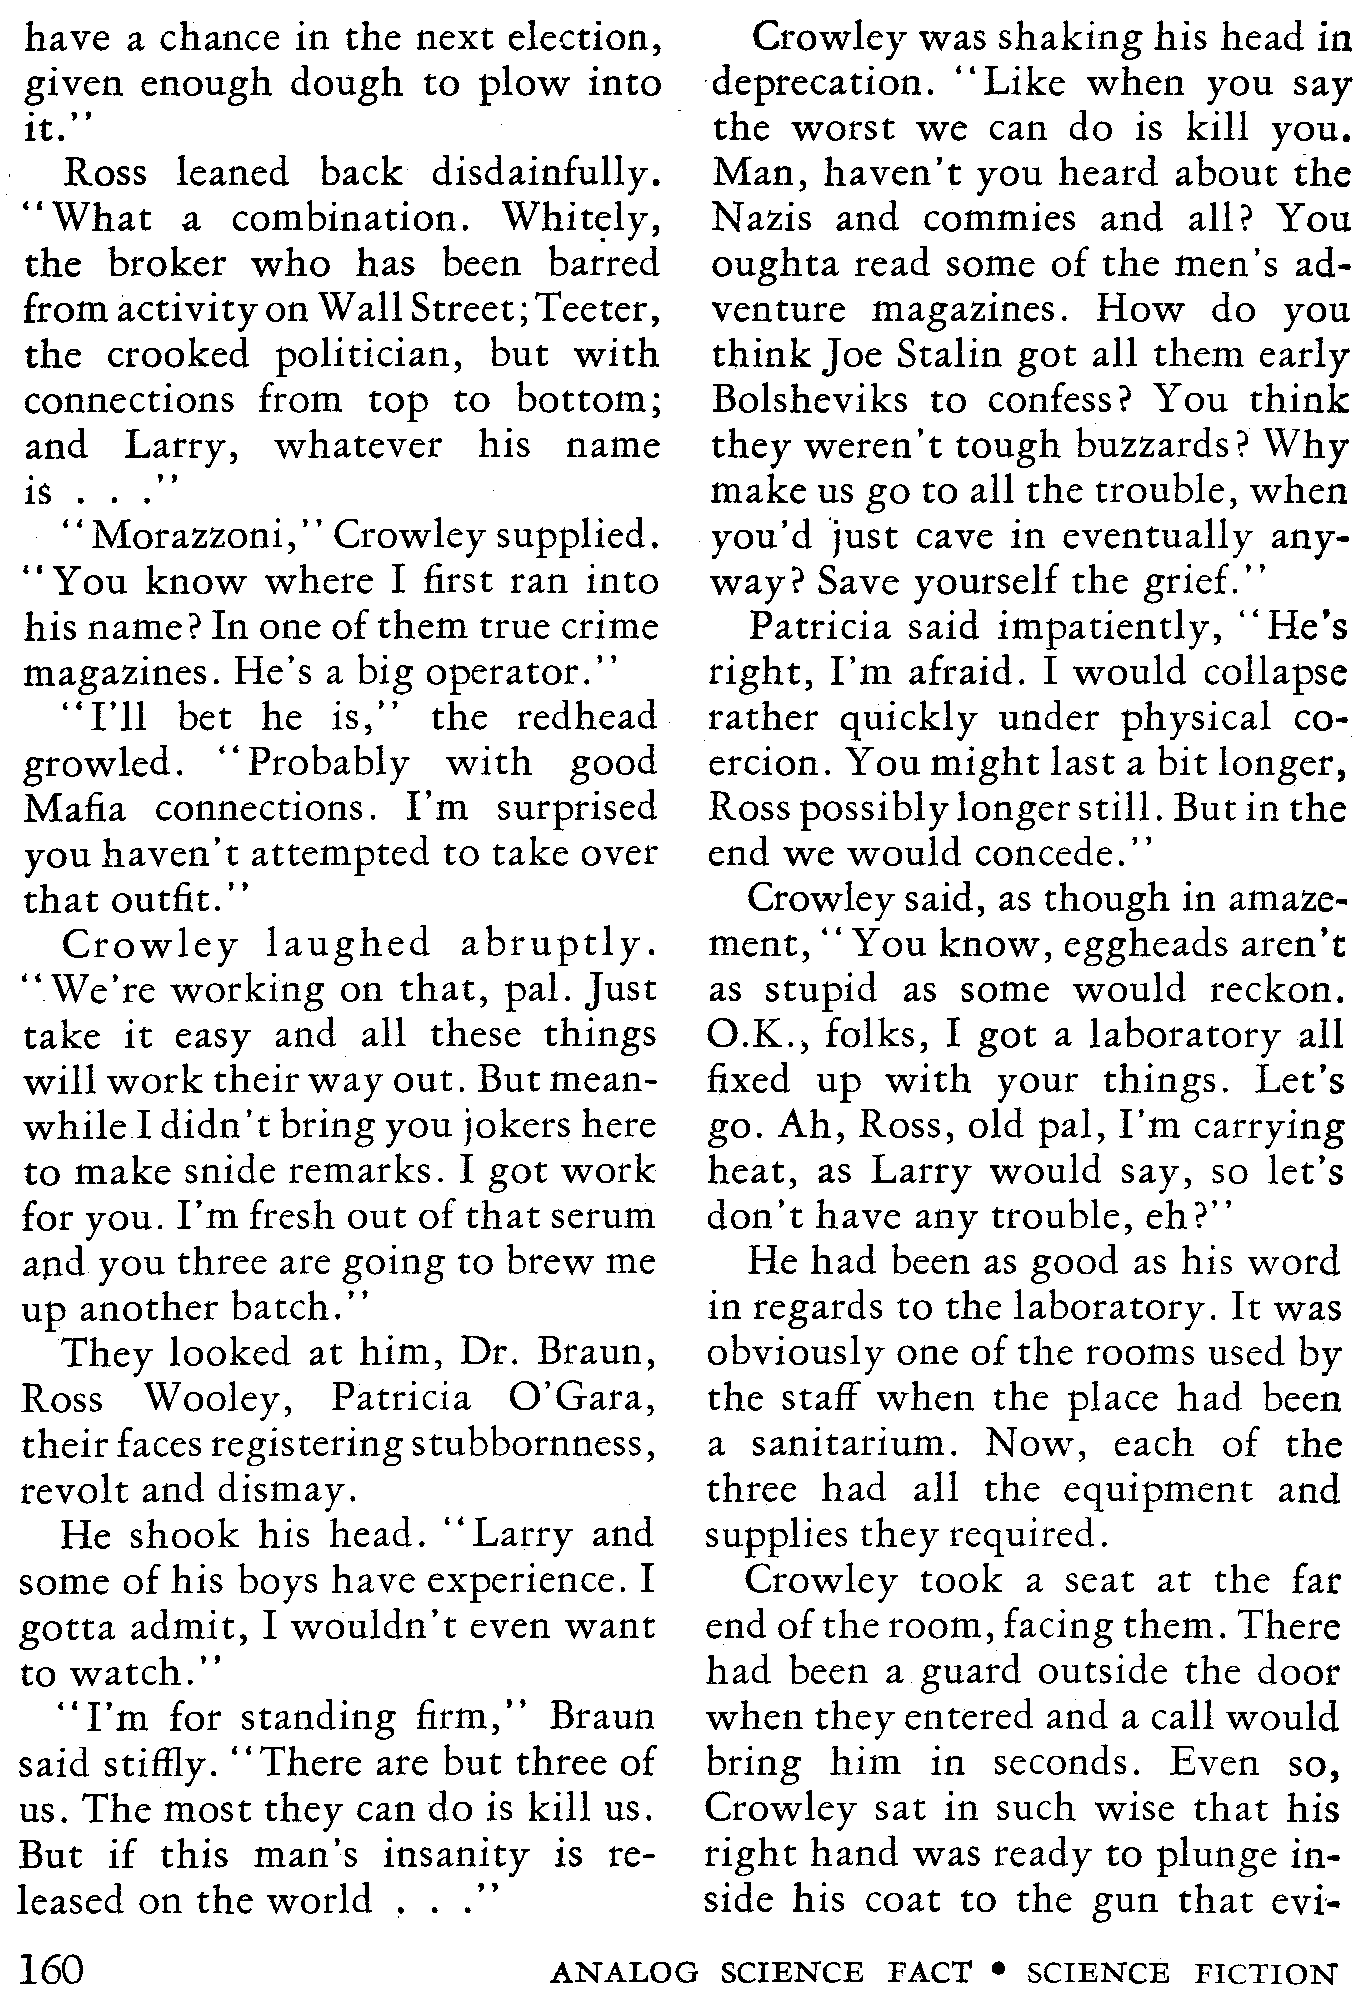 have a chance in the next election,
given enough dough to plow into
it."
Ross leaned back disdainfully.
"What a combination. Whitely,
the broker who has been barred
from activity on Wall Street; Teeter,
the crooked politician, but with
connections from top to bottom;
and Larry, whatever his name
is . . ."
"Morazzoni," Crowley supplied.
"You know where I first ran into
his name? In one of them true crime
magazines. He's a big operator."
"I'll bet he is," the redhead
growled. "Probably with good
Mafia connections. I'm surprised
you haven't attempted to take over
that outfit."
Crowley laughed abruptly.
"We're working on that, pal. Just
take it easy and all these things
will work their way out. But mean-
while I didn't bring you jokers here
to make snide remarks. I got work
for you. I'm fresh out of that serum
and you three are going to brew me
up another batch."
They looked at him, Dr. Braun,
Ross Wooley, Patricia O'Gara,
their faces registering stubbornness,
revolt and dismay.
He shook his head. "Larry and
some of his boys have experience. I
gotta admit, I wouldn't even want
to watch."
"I'm for standing firm," Braun
said stiffly. "There are but three of
us. The most they can do is kill us.
But if this man's insanity is re-
leased on the world . . ."
Crowley was shaking his head in
deprecation. "Like when you say
the worst we can do is kill you.
Man, haven't you heard about the
Nazis and commies and all? You
oughta read some of the men's ad-
venture magazines. How do you
think Joe Stalin got all them early
Bolsheviks to confess? You think
they weren't tough buzzards? Why
make us go to all the trouble, when
you'd just cave in eventually any-
way? Save yourself the grief."
Patricia said impatiently, "He's
right, I'm afraid. I would collapse
rather quickly under physical co-
ercion. You might last a bit longer,
Ross possibly longer still. But in the
end we would concede."
Crowley said, as though in amaze-
ment, "You know, eggheads aren't
as stupid as some would reckon.
O.K., folks, I got a laboratory all
fixed up with your things. Let's
go. Ah, Ross, old pal, I'm carrying
heat, as Larry would say, so let's
don't have any trouble, eh?"
He had been as good as his word
in regards to the laboratory. It was
obviously one of the rooms used by
the staff when the place had been
a sanitarium. Now, each of the
three had all the equipment and
supplies they required.
Crowley took a seat at the far
end of the room, facing them. There
had been a guard outside the door
when they entered and a call would
bring him in seconds. Even so,
Crowley sat in such wise that his
right hand was ready to plunge in-
side his coat to the gun that evi-
160
ANALOG SCIENCE FACT • SCIENCE FICTION